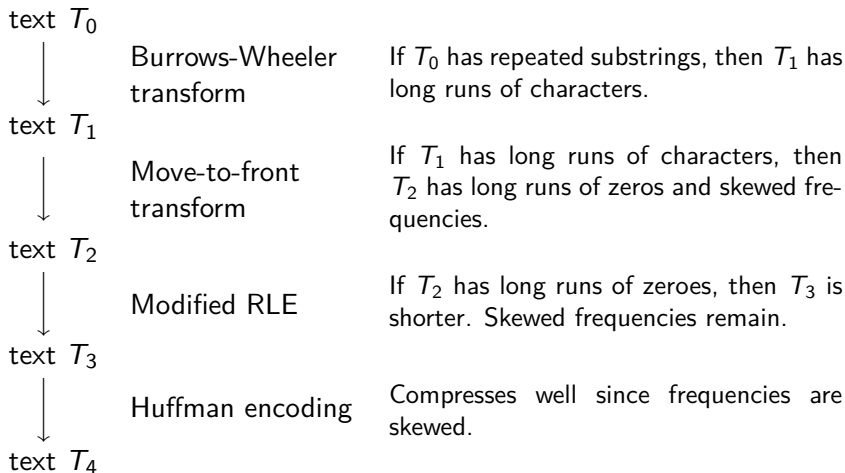 text T₀
Burrows-Wheeler
transform
If T₀ has repeated substrings, then T₁ has
long runs of characters.
text T₁
Move-to-front
transform
If T₁ has long runs of characters, then
T₂ has long runs of zeros and skewed fre-
quencies.
text T₂
Modified RLE
If T₂ has long runs of zeroes, then T₃ is
shorter. Skewed frequencies remain.
text T₃
Huffman encoding
Compresses well since frequencies are
skewed.
text T₄